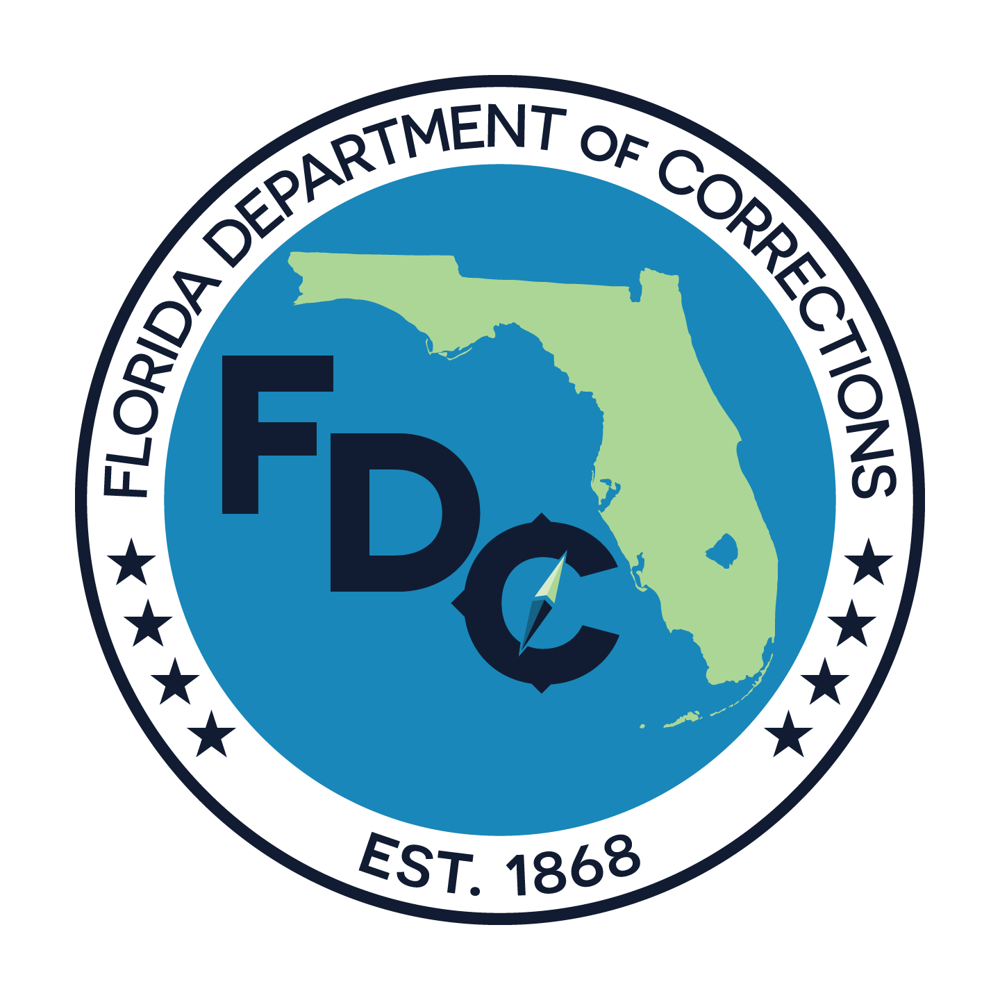 FLORIDA DEPARTMENT OF CORRECTIONS
FDC
EST. 1868